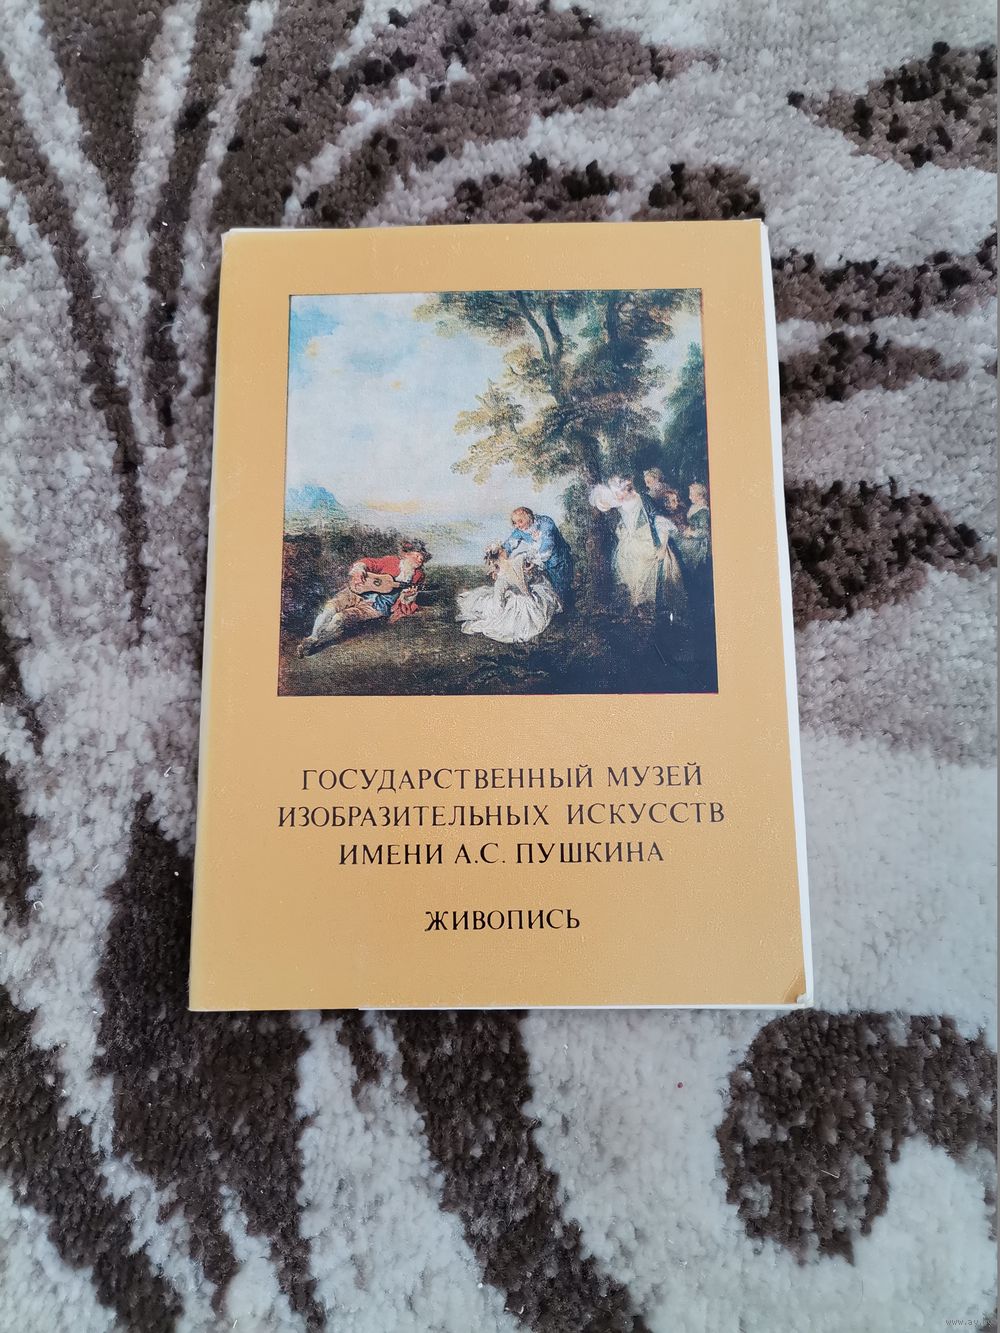 ГОСУДАРСТВЕННЫЙ МУЗЕЙ
ИЗОБРАЗИТЕЛЬНЫХ ИСКУССТВ
ИМЕНИ А.С. ПУШКИНА
ЖИВОПИСЬ